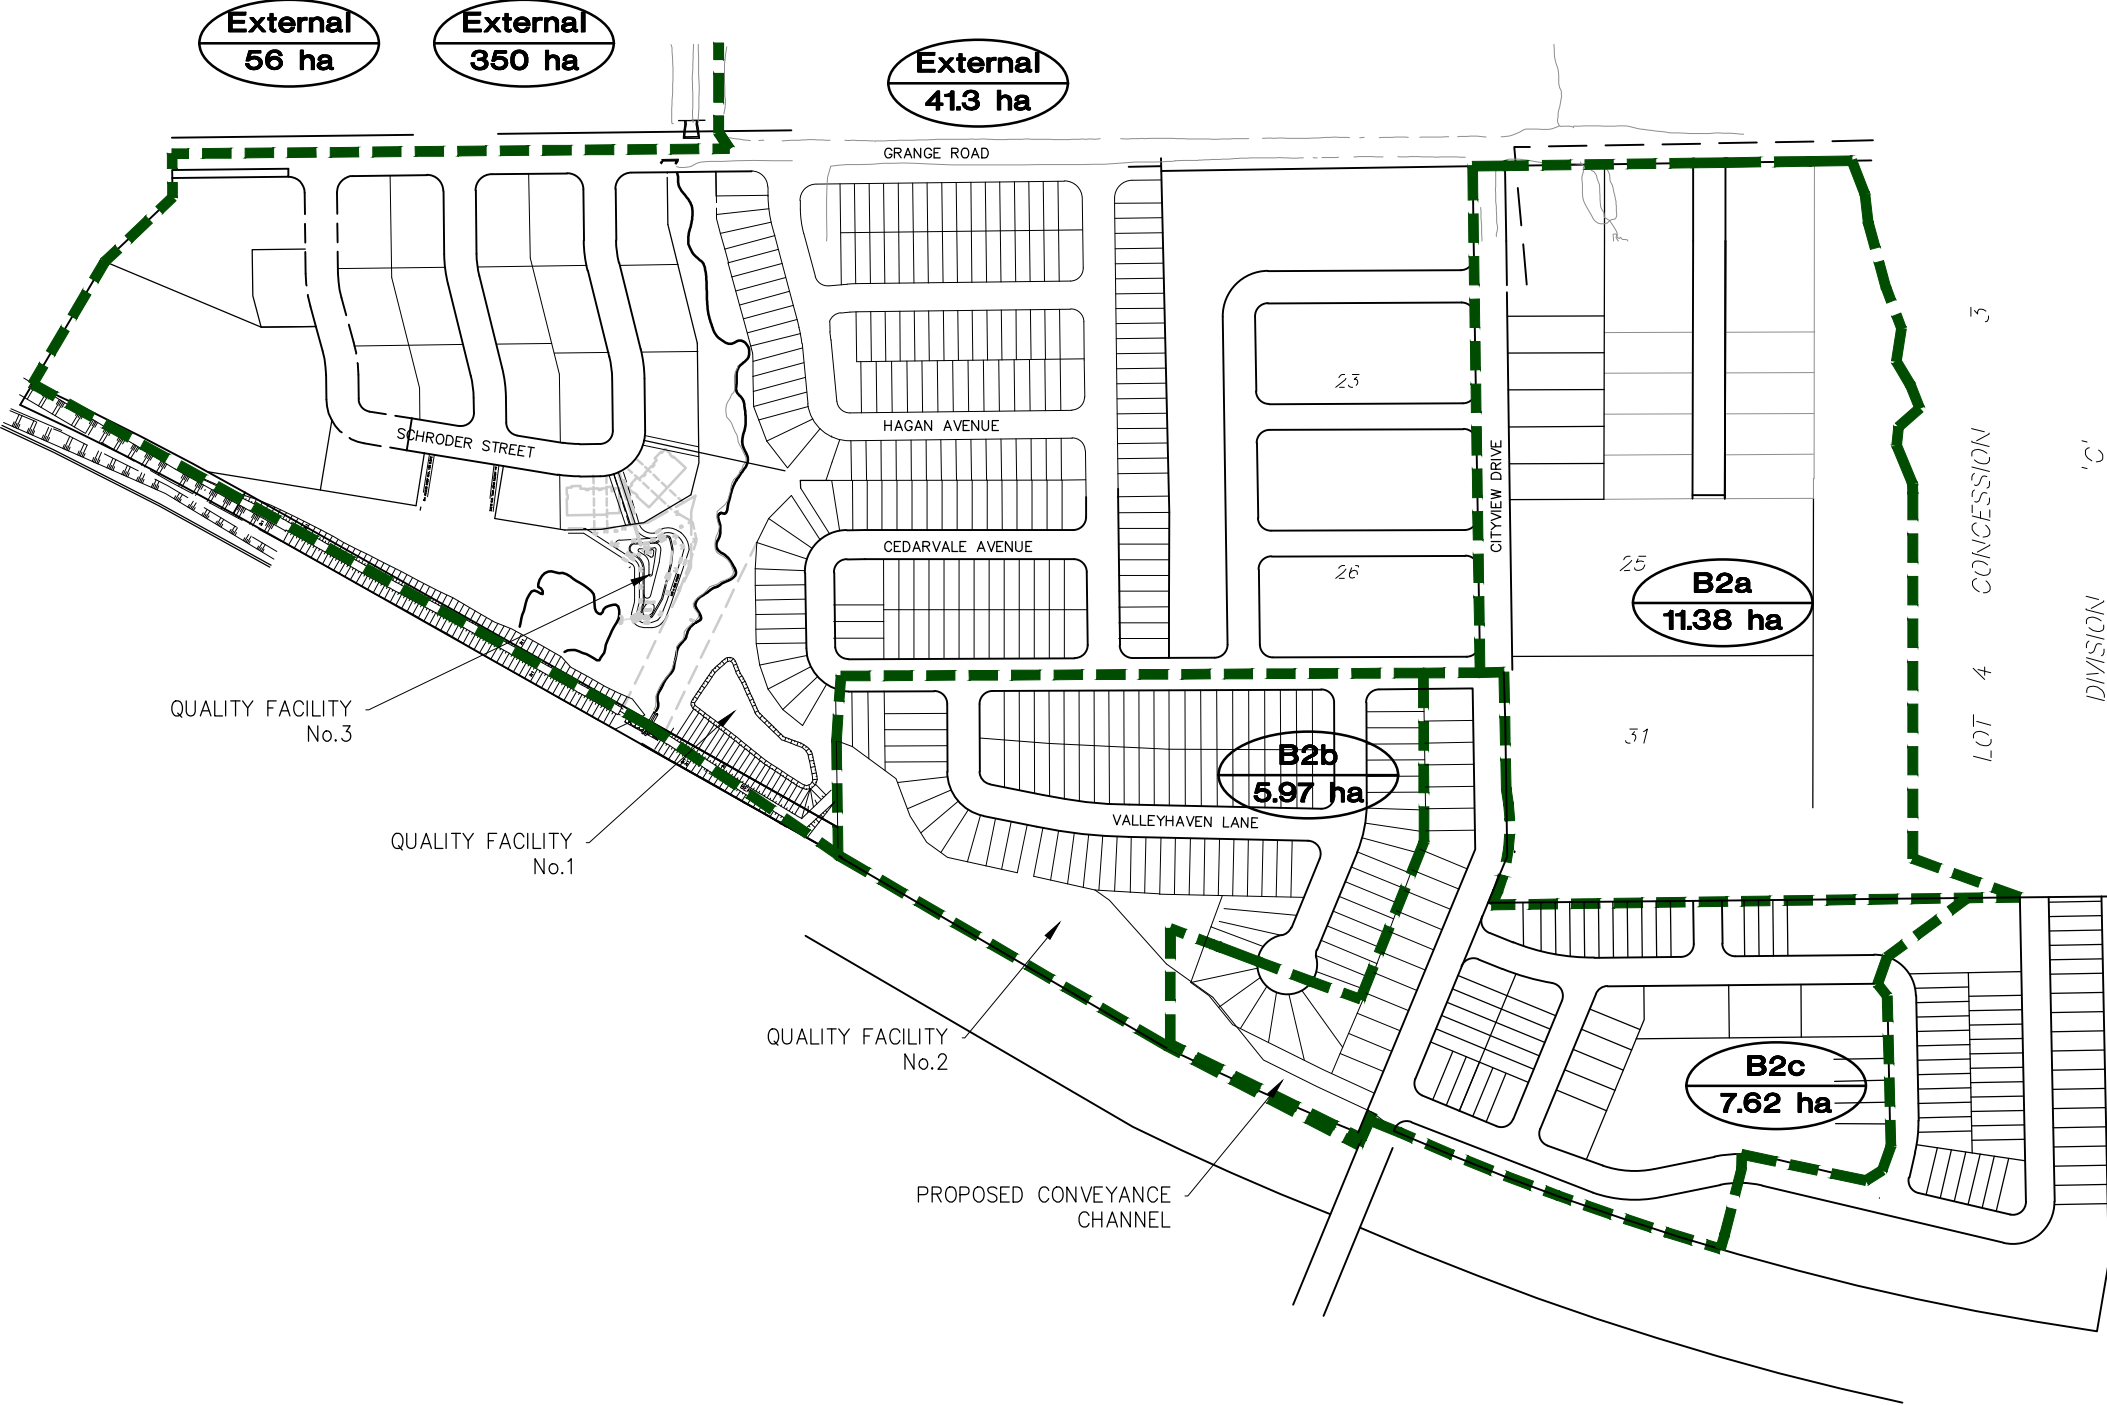 External
56 ha
External
350 ha
External
41.3 ha
GRANGE ROAD
SCHRODER STREET
HAGAN AVENUE
CEDARVALE AVENUE
23
26
CITYVIEW DRIVE
25
B2a
11.38 ha
31
LOT 4 CONCESSION 3
DIVISION 'C'
QUALITY FACILITY
No.3
QUALITY FACILITY
No.1
B2b
5.97 ha
VALLEYHAVEN LANE
QUALITY FACILITY
No.2
B2c
7.62 ha
PROPOSED CONVEYANCE
CHANNEL